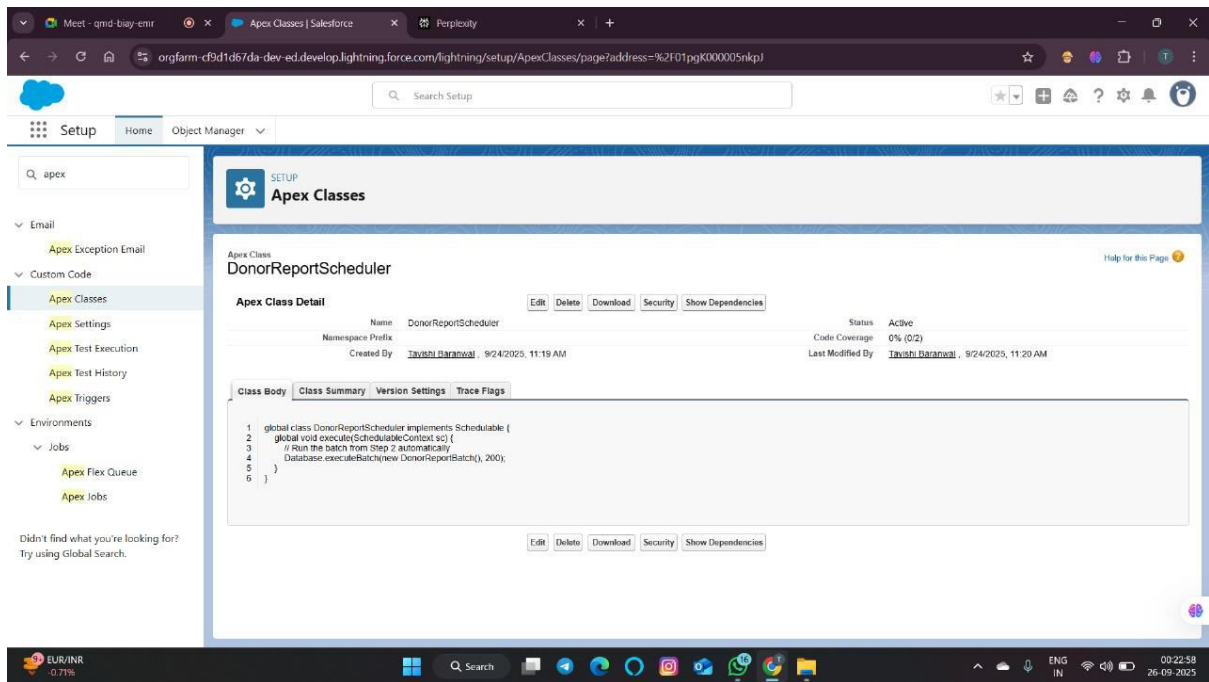 Meet - qmd-biay-emr
Apex Classes | Salesforce
Perplexity
orgfarm-cf9d1d67da-dev-ed.develop.lightning.force.com/lightning/setup/ApexClasses/page?address=%2F01pgK000005nkpJ
T
Search Setup
Setup
Home
Object Manager
apex
Email
Apex Exception Email
Custom Code
Apex Classes
Apex Settings
Apex Test Execution
Apex Test History
Apex Triggers
Environments
Jobs
Apex Flex Queue
Apex Jobs
Didn't find what you're looking for?
Try using Global Search.
SETUP
Apex Classes
Apex Class
DonorReportScheduler
Help for this Page
Apex Class Detail
Edit Delete Download Security Show Dependencies
Name DonorReportScheduler Status Active
Namespace Prefix Code Coverage 0% (0/2)
Created By Tavishi Baranwal , 9/24/2025, 11:19 AM Last Modified By Tavishi Baranwal , 9/24/2025, 11:20 AM
Class Body Class Summary Version Settings Trace Flags
1 global class DonorReportScheduler implements Schedulable {
2 global void execute(SchedulableContext sc) {
3 // Run the batch from Step 2 automatically
4 Database.executeBatch(new DonorReportBatch(), 200);
5 }
6 }
Edit Delete Download Security Show Dependencies
9+ EUR/INR
-0.71%
Search
16
ENG
IN
00:22:58
26-09-2025